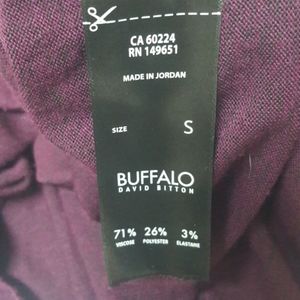 CA 60224
RN 149651
MADE IN JORDAN
SIZE S
BUFFALO
DAVID BITTON
71% 26% 3%
VISCOSE POLYESTER ELASTANE